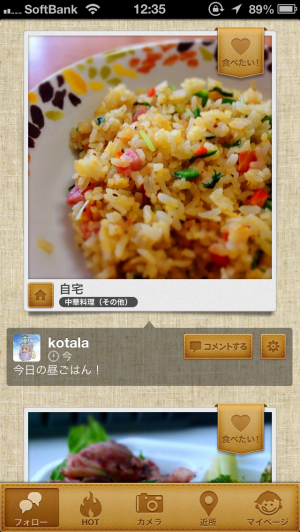 SoftBank 12:35 89%
食べたい!
自宅
中華料理（その他）
kotala
今
コメントする
今日の昼ごはん！
食べたい!
フォロー HOT カメラ 近所 マイページ